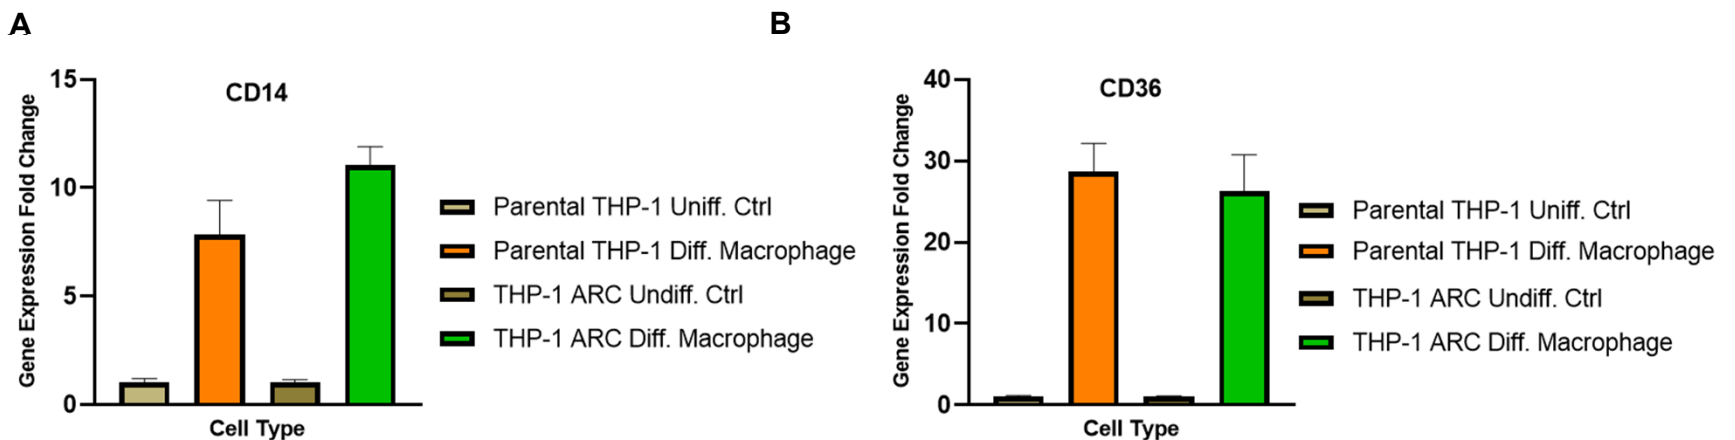 A
CD14
Gene Expression Fold Change
15
10
5
0
Cell Type
Parental THP-1 Uniff. Ctrl
Parental THP-1 Diff. Macrophage
THP-1 ARC Undiff. Ctrl
THP-1 ARC Diff. Macrophage
B
CD36
Gene Expression Fold Change
40
30
20
10
0
Cell Type
Parental THP-1 Uniff. Ctrl
Parental THP-1 Diff. Macrophage
THP-1 ARC Undiff. Ctrl
THP-1 ARC Diff. Macrophage